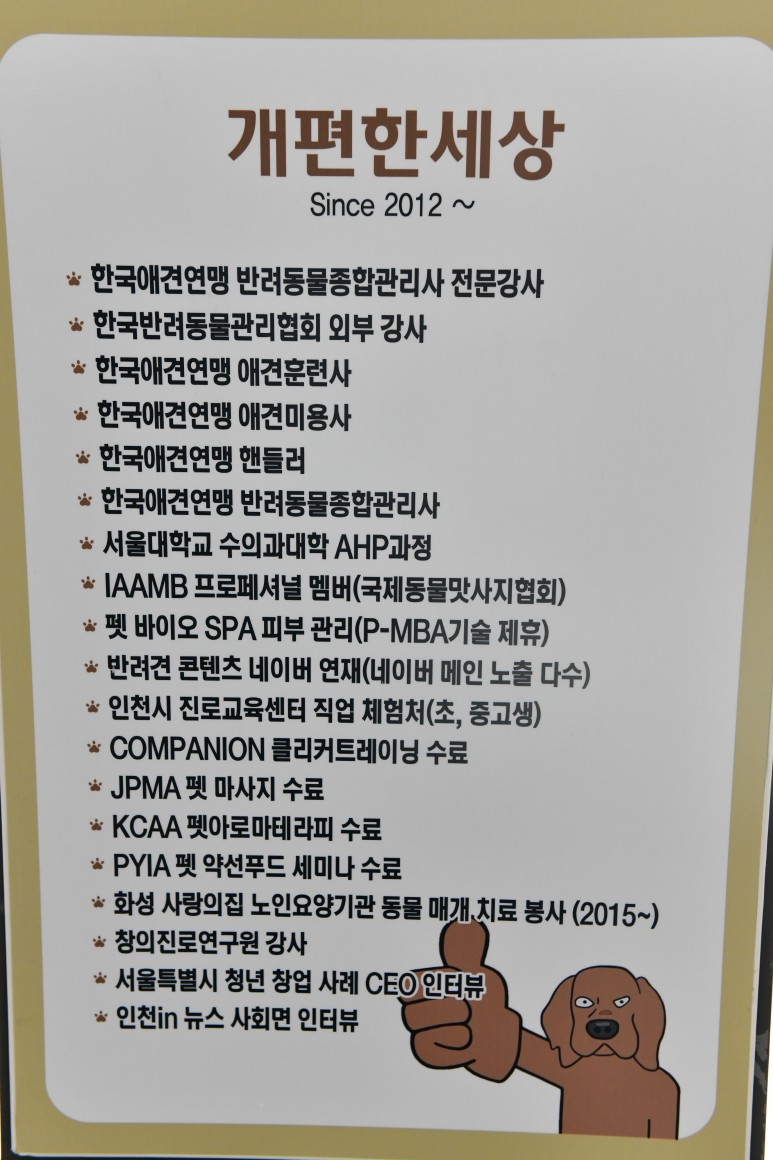 개편한세상
Since 2012 ~
한국애견연맹 반려동물종합관리사 전문강사
한국반려동물관리협회 외부 강사
한국애견연맹 애견훈련사
한국애견연맹 애견미용사
한국애견연맹 핸들러
한국애견연맹 반려동물종합관리사
서울대학교 수의과대학 AHP과정
IAAMB 프로페셔널 멤버(국제동물맛사지협회)
펫 바이오 SPA 피부 관리(P-MBA기술 제휴)
반려견 콘텐츠 네이버 연재(네이버 메인 노출 다수)
인천시 진로교육센터 직업 체험처(초, 중고생)
COMPANION 클리커트레이닝 수료
JPMA 펫 마사지 수료
KCAA 펫아로마테라피 수료
PYIA 펫 약선푸드 세미나 수료
화성 사랑의집 노인요양기관 동물 매개,치료 봉사 (2015~)
창의진로연구원 강사
서울특별시 청년 창업 사례 CEO 인터뷰
인천in 뉴스 사회면 인터뷰